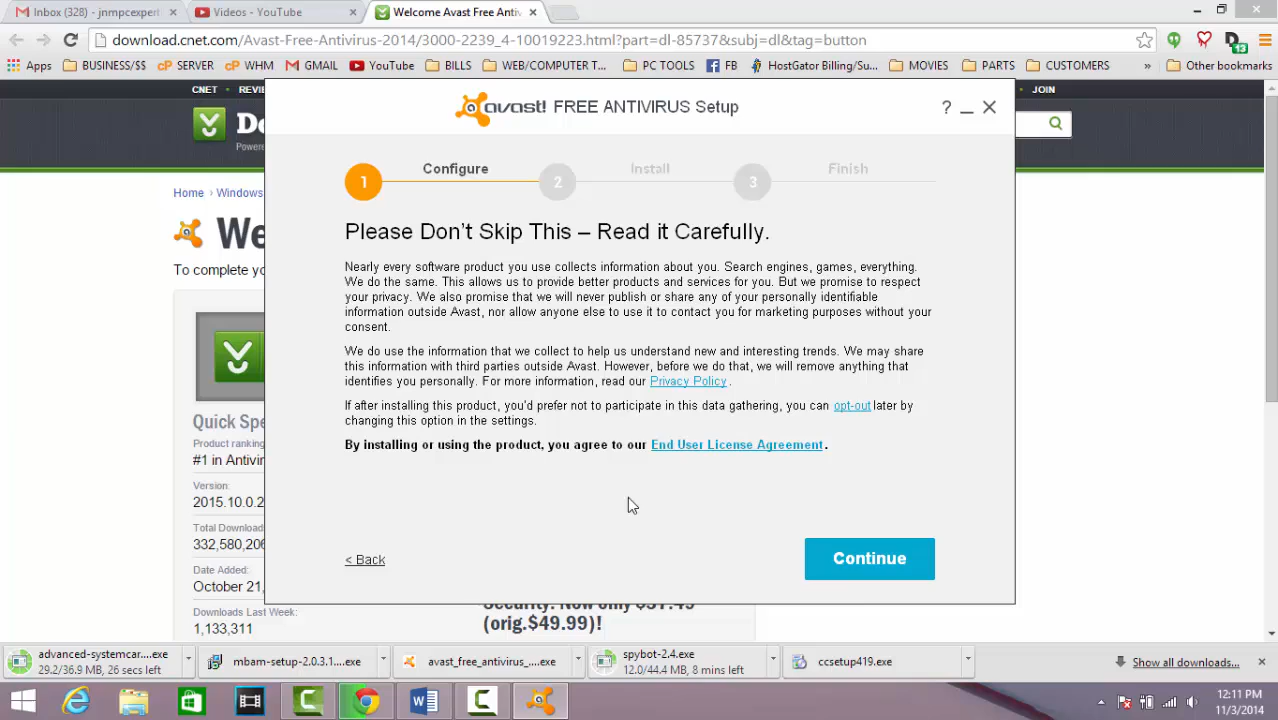 Inbox (328) - jnmpcexpert
Videos - YouTube
Welcome Avast Free Anti
download.cnet.com/Avast-Free-Antivirus-2014/3000-2239_4-10019223.html?part=dl-85737&subj=dl&tag=button
13
Apps BUSINESS/$$ SERVER WHM GMAIL YouTube BILLS WEB/COMPUTER T... PC TOOLS FB HostGator Billing/Su... MOVIES PARTS CUSTOMERS » Other bookmarks
CNET REVIE JOIN
avast! FREE ANTIVIRUS Setup
?
Do
Powere
Configure Install Finish
1 2 3
Home › Windows
We
To complete yo
Please Don't Skip This – Read it Carefully.
Nearly every software product you use collects information about you. Search engines, games, everything.
We do the same. This allows us to provide better products and services for you. But we promise to respect
your privacy. We also promise that we will never publish or share any of your personally identifiable
information outside Avast, nor allow anyone else to use it to contact you for marketing purposes without your
consent.
We do use the information that we collect to help us understand new and interesting trends. We may share
this information with third parties outside Avast. However, before we do that, we will remove anything that
identifies you personally. For more information, read our Privacy Policy.
If after installing this product, you'd prefer not to participate in this data gathering, you can opt-out later by
changing this option in the settings.
By installing or using the product, you agree to our End User License Agreement.
Quick Spe
Product ranking
#1 in Antivir
Version:
2015.10.0.2
Total Download
332,580,206
Date Added:
October 21,
Downloads Last Week:
1,133,311
< Back
Continue
Security! Now only $37.49
(orig.$49.99)!
advanced-systemcar....exe
29.2/36.9 MB, 26 secs left
mbam-setup-2.0.3.1....exe
avast_free_antivirus_....exe
spybot-2.4.exe
12.0/44.4 MB, 8 mins left
ccsetup419.exe
Show all downloads...
12:11 PM
11/3/2014